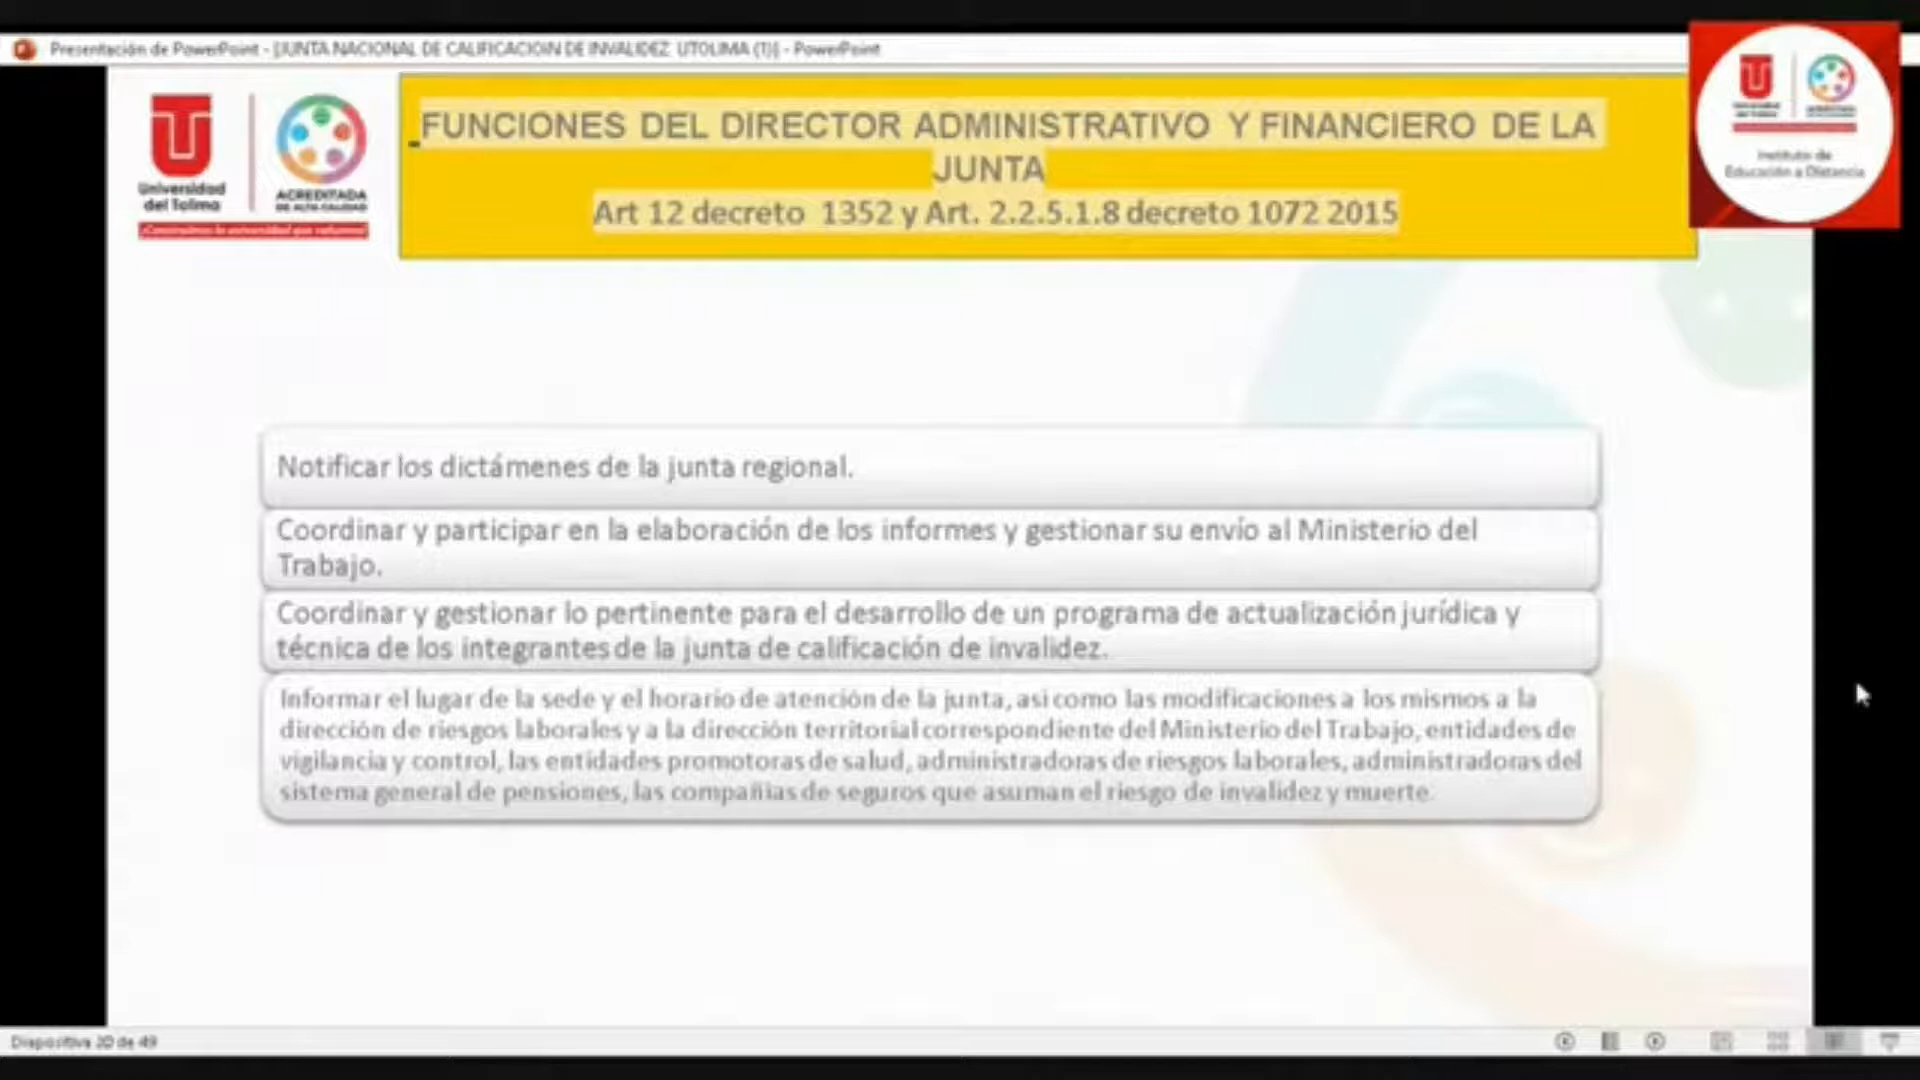 Presentación de PowerPoint - [JUNTA NACIONAL DE CALIFICACION DE INVALIDEZ UTOLIMA (1)] - PowerPoint
Universidad
del Tolima
ACREDITADA
DE ALTA CALIDAD
FUNCIONES DEL DIRECTOR ADMINISTRATIVO Y FINANCIERO DE LA
JUNTA
Art 12 decreto 1352 y Art. 2.2.5.1.8 decreto 1072 2015
Instituto de
Educación a Distancia
Notificar los dictámenes de la junta regional.
Coordinar y participar en la elaboración de los informes y gestionar su envío al Ministerio del
Trabajo.
Coordinar y gestionar lo pertinente para el desarrollo de un programa de actualización jurídica y
técnica de los integrantes de la junta de calificación de invalidez.
Informar el lugar de la sede y el horario de atención de la junta, asi como las modificaciones a los mismos a la
dirección de riesgos laborales y a la dirección territorial correspondiente del Ministerio del Trabajo, entidades de
vigilancia y control, las entidades promotoras de salud, administradoras de riesgos laborales, administradoras del
sistema general de pensiones, las compañias de seguros que asuman el riesgo de invalidez y muerte.
Diapositiva 20 de 49